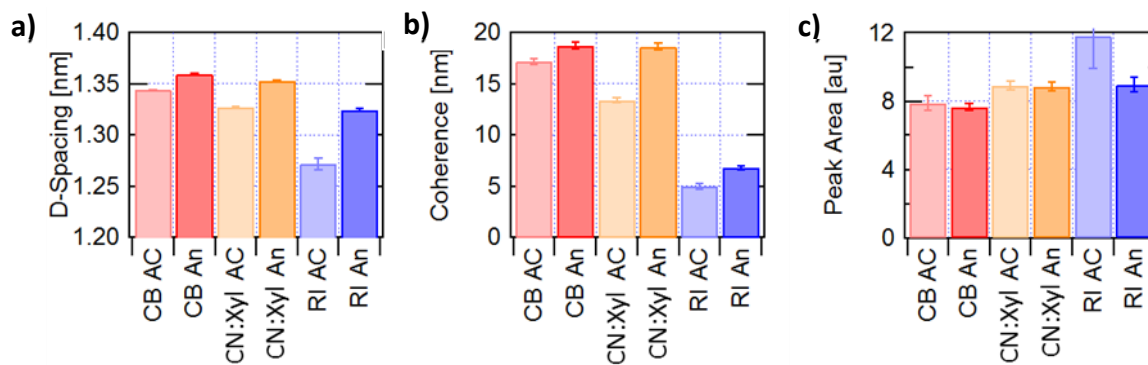 a)
D-Spacing [nm]
1.40
1.35
1.30
1.25
1.20
CB AC
CB An
CN:Xyl AC
CN:Xyl An
RI AC
RI An
b)
Coherence [nm]
20
15
10
5
0
CB AC
CB An
CN:Xyl AC
CN:Xyl An
RI AC
RI An
c)
Peak Area [au]
12
8
4
0
CB AC
CB An
CN:Xyl AC
CN:Xyl An
RI AC
RI An